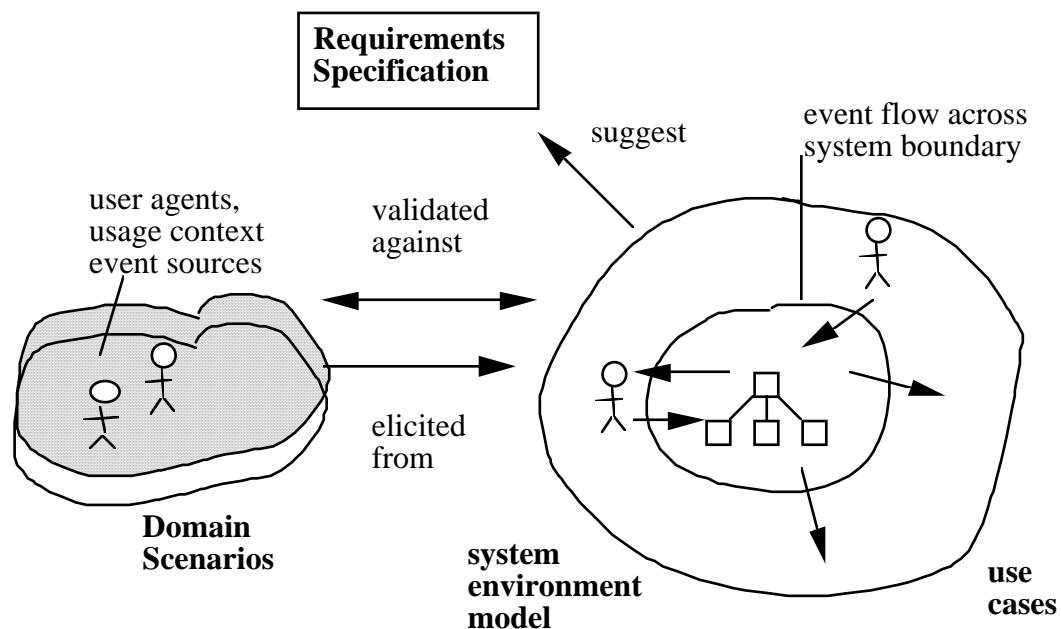 Requirements
Specification
suggest
event flow across
system boundary
user agents,
usage context
event sources
validated
against
elicited
from
Domain
Scenarios
system
environment
model
use
cases